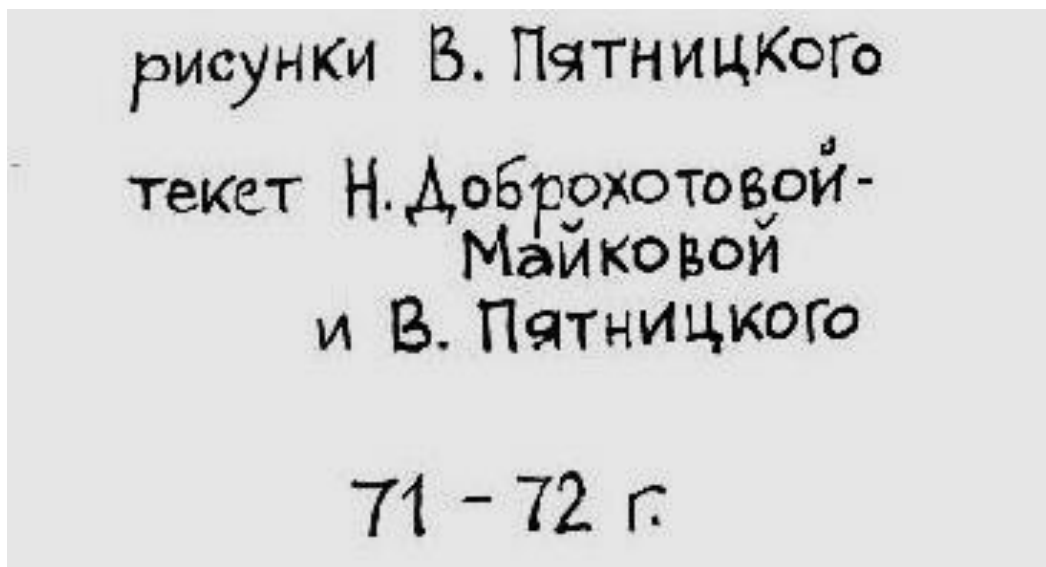 рисунки В. Пятницкого
текст Н. Доброхотовой-
Майковой
и В. Пятницкого
71 - 72 г.